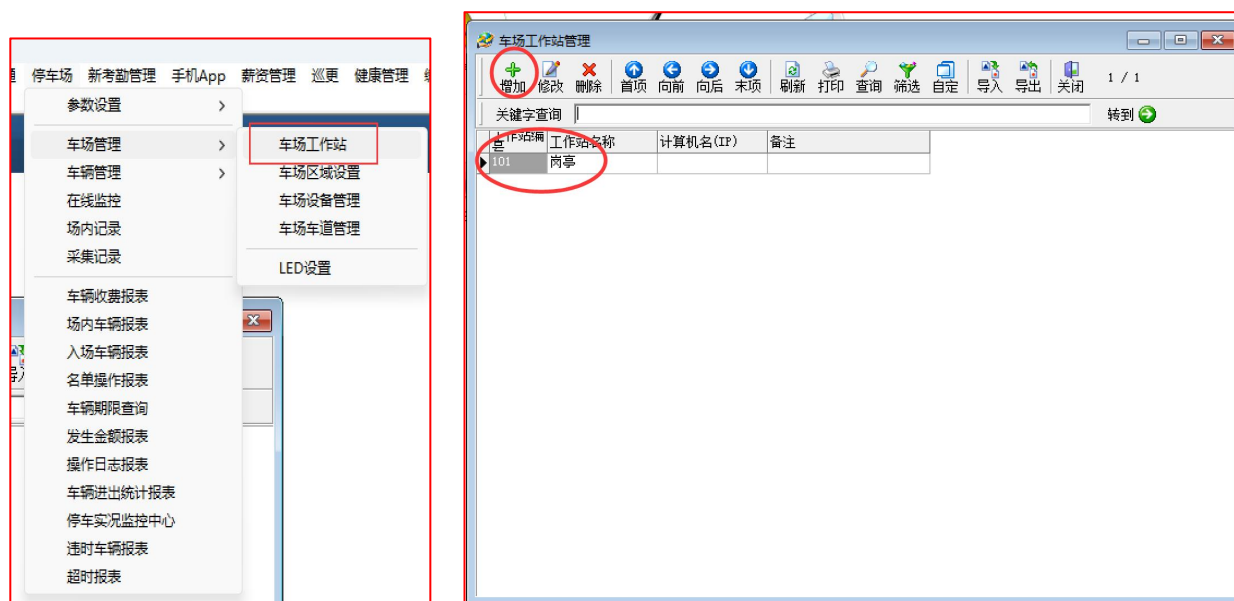 停车场 新考勤管理 手机App 薪资管理 巡更 健康管理
参数设置 >
车场管理 >
车辆管理 >
在线监控
场内记录
采集记录
车辆收费报表
场内车辆报表
入场车辆报表
名单操作报表
车辆期限查询
发生金额报表
操作日志报表
车辆进出统计报表
停车实况监控中心
违时车辆报表
超时报表
车场工作站
车场区域设置
车场设备管理
车场车道管理
LED设置
车场工作站管理
增加 修改 删除 首项 向前 向后 末项 刷新 打印 查询 筛选 自定 导入 导出 关闭 1 / 1
关键字查询 转到
工作站名称 计算机名(IP) 备注
101 岗亭